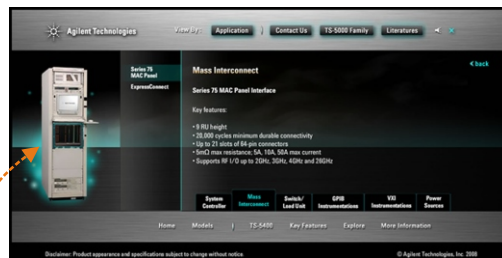 Agilent Technologies
View By: Application | Contact Us TS-5000 Family Literatures
< back
Series 75
MAC Panel
ExpressConnect
Mass Interconnect
Series 75 MAC Panel Interface
Key features:
• 9 RU height
• 20,000 cycles minimum durable connectivity
• Up to 21 slots of 64-pin connectors
• 5mΩ max resistance; 5A, 10A, 50A max current
• Supports RF I/O up to 2GHz, 3GHz, 4GHz and 28GHz
System
Controller
Mass
Interconnect
Switch/
Load Unit
GPIB
Instrumentations
VXI
Instrumentations
Power
Sources
Home Models | TS-5400 Key Features Explore More Information
Disclaimer: Product appearance and specifications subject to change without notice
© Agilent Technologies, Inc. 2006